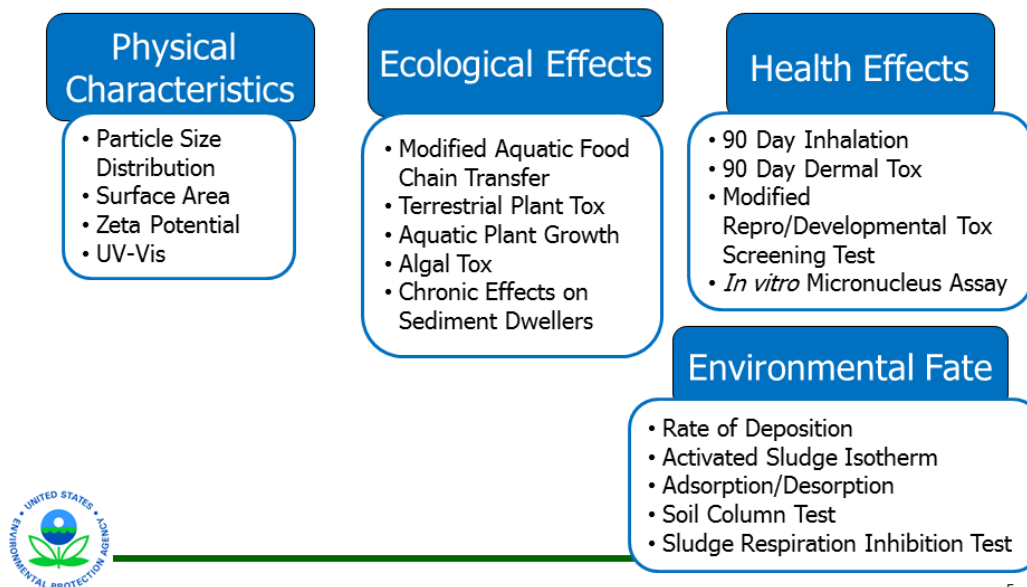 Physical
Characteristics
• Particle Size
Distribution
• Surface Area
• Zeta Potential
• UV-Vis
Ecological Effects
• Modified Aquatic Food
Chain Transfer
• Terrestrial Plant Tox
• Aquatic Plant Growth
• Algal Tox
• Chronic Effects on
Sediment Dwellers
Health Effects
• 90 Day Inhalation
• 90 Day Dermal Tox
• Modified
Repro/Developmental Tox
Screening Test
• In vitro Micronucleus Assay
Environmental Fate
• Rate of Deposition
• Activated Sludge Isotherm
• Adsorption/Desorption
• Soil Column Test
• Sludge Respiration Inhibition Test
UNITED STATES
ENVIRONMENTAL PROTECTION AGENCY
5